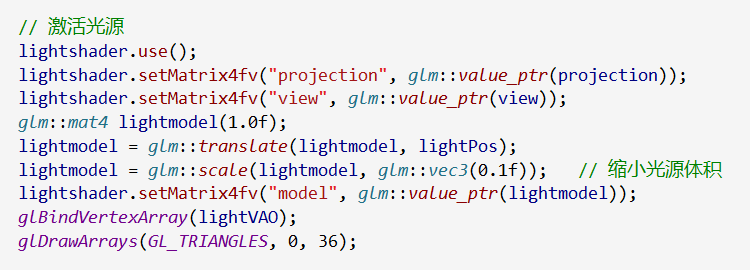 // 激活光源
lightshader.use();
lightshader.setMatrix4fv("projection", glm::value_ptr(projection));
lightshader.setMatrix4fv("view", glm::value_ptr(view));
glm::mat4 lightmodel(1.0f);
lightmodel = glm::translate(lightmodel, lightPos);
lightmodel = glm::scale(lightmodel, glm::vec3(0.1f));   // 缩小光源体积
lightshader.setMatrix4fv("model", glm::value_ptr(lightmodel));
glBindVertexArray(lightVAO);
glDrawArrays(GL_TRIANGLES, 0, 36);